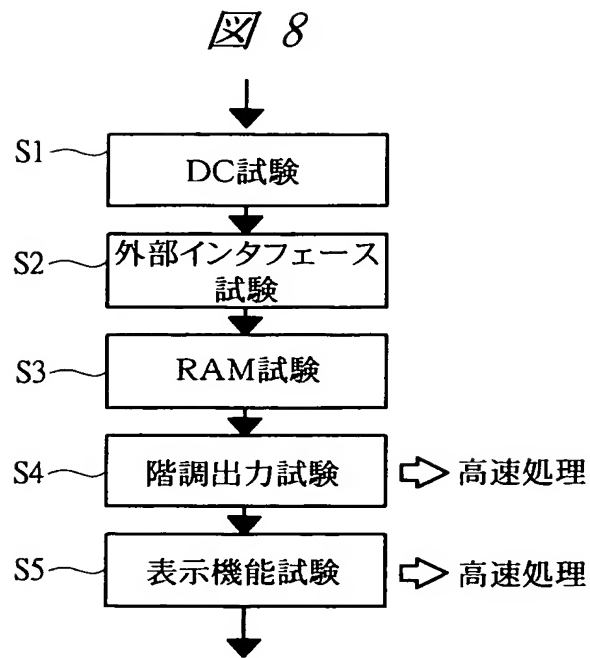 図 8
S1
DC試験
S2
外部インタフェース
試験
S3
RAM試験
S4
階調出力試験
高速処理
S5
表示機能試験
高速処理